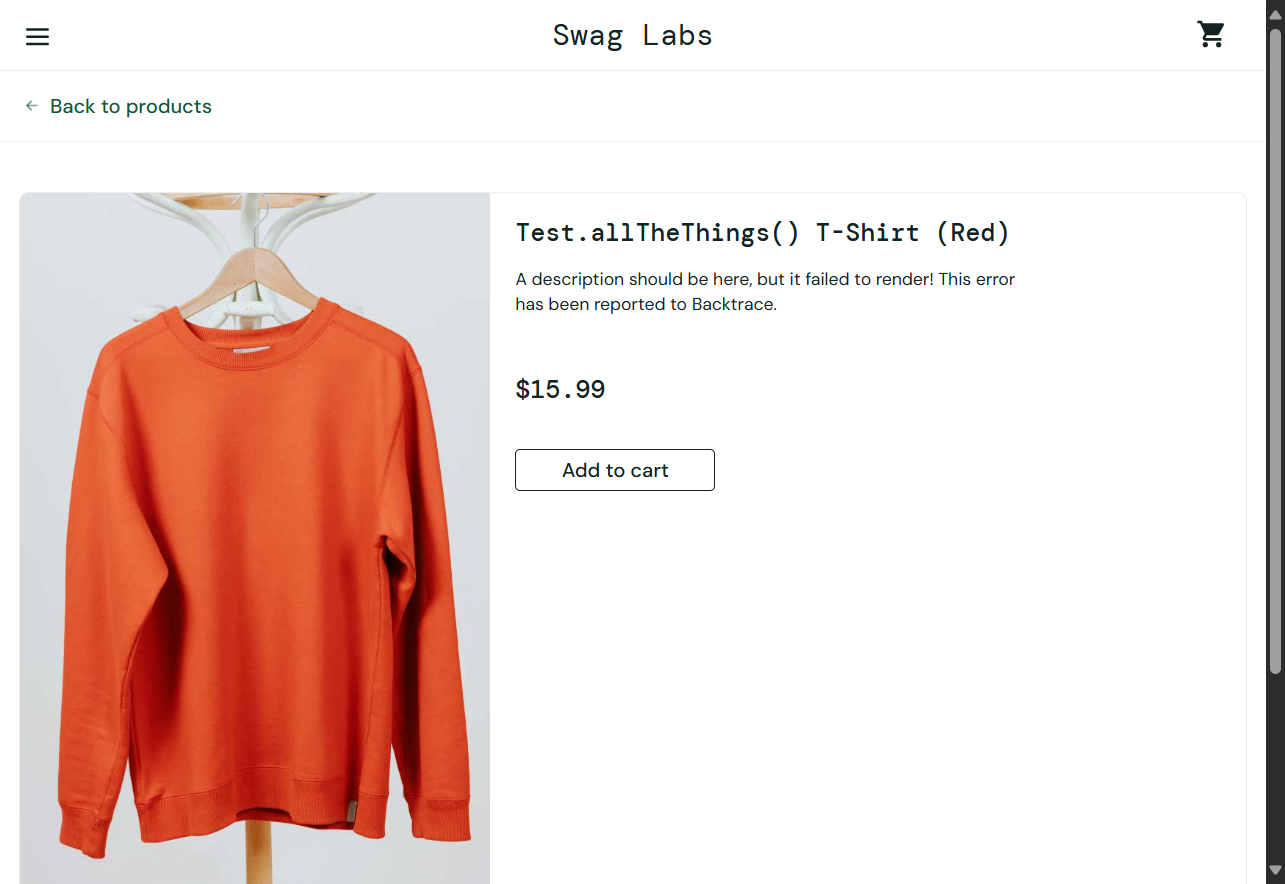 Swag Labs
Back to products
Test.allTheThings() T-Shirt (Red)
A description should be here, but it failed to render! This error
has been reported to Backtrace.
$15.99
Add to cart